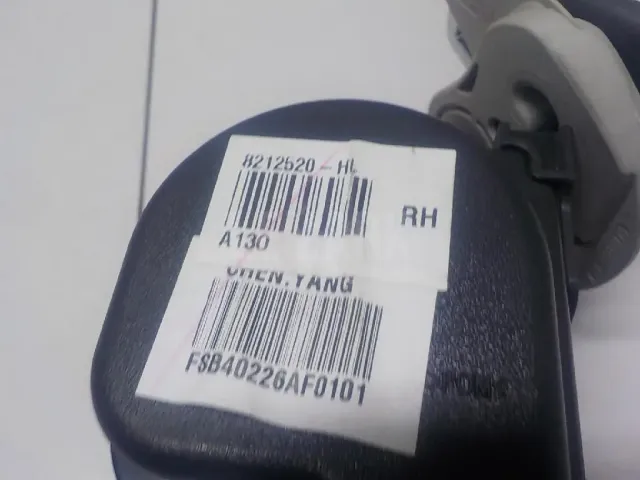 8212520-HL
RH
A130
CHEN.YANG
FSB40226AF0101